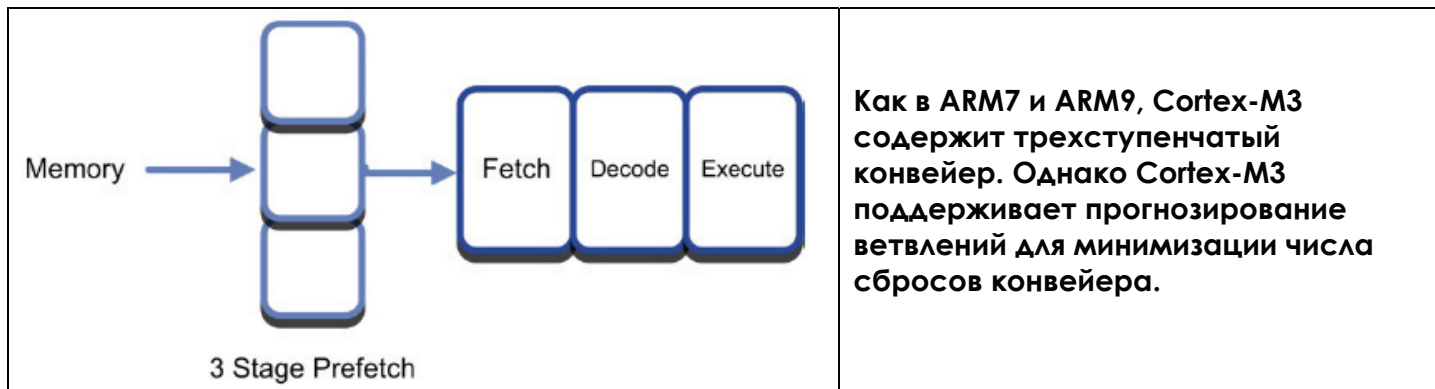 Memory
Fetch
Decode
Execute
3 Stage Prefetch
Как в ARM7 и ARM9, Cortex-M3
содержит трехступенчатый
конвейер. Однако Cortex-M3
поддерживает прогнозирование
ветвлений для минимизации числа
сбросов конвейера.